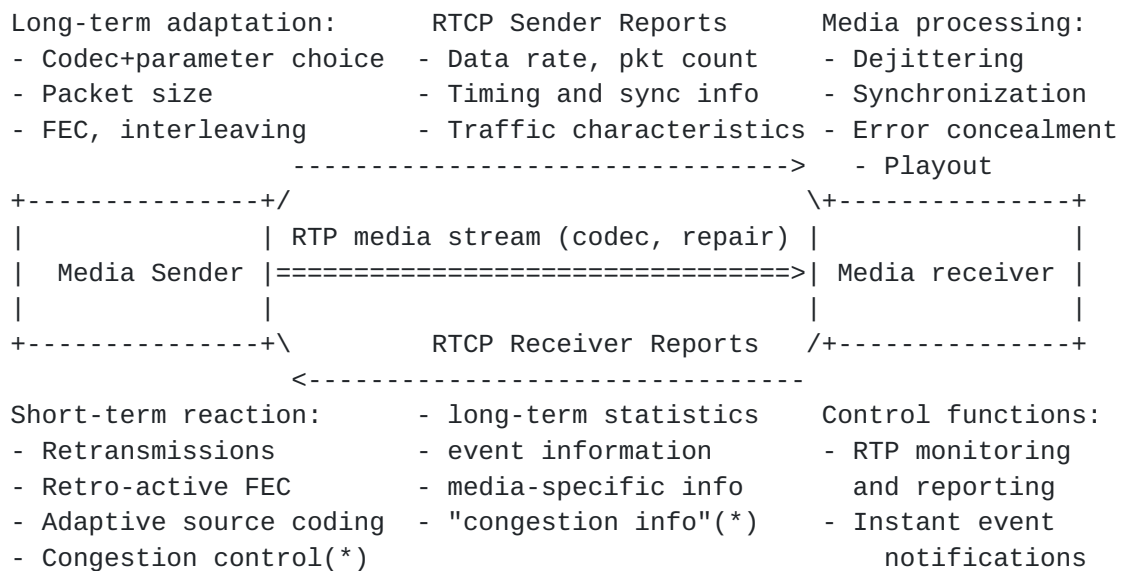 Long-term adaptation:      RTCP Sender Reports      Media processing:
- Codec+parameter choice  - Data rate, pkt count    - Dejittering
- Packet size             - Timing and sync info    - Synchronization
- FEC, interleaving       - Traffic characteristics - Error concealment
                  -------------------------------->   - Playout
+---------------+/                                 \+---------------+
|               | RTP media stream (codec, repair) |                |
|  Media Sender |=================================>| Media receiver |
|               |                                  |                |
+---------------+\         RTCP Receiver Reports   /+---------------+
                  <--------------------------------
Short-term reaction:      - long-term statistics    Control functions:
- Retransmissions         - event information       - RTP monitoring
- Retro-active FEC        - media-specific info       and reporting
- Adaptive source coding  - "congestion info"(*)    - Instant event
- Congestion control(*)                                 notifications